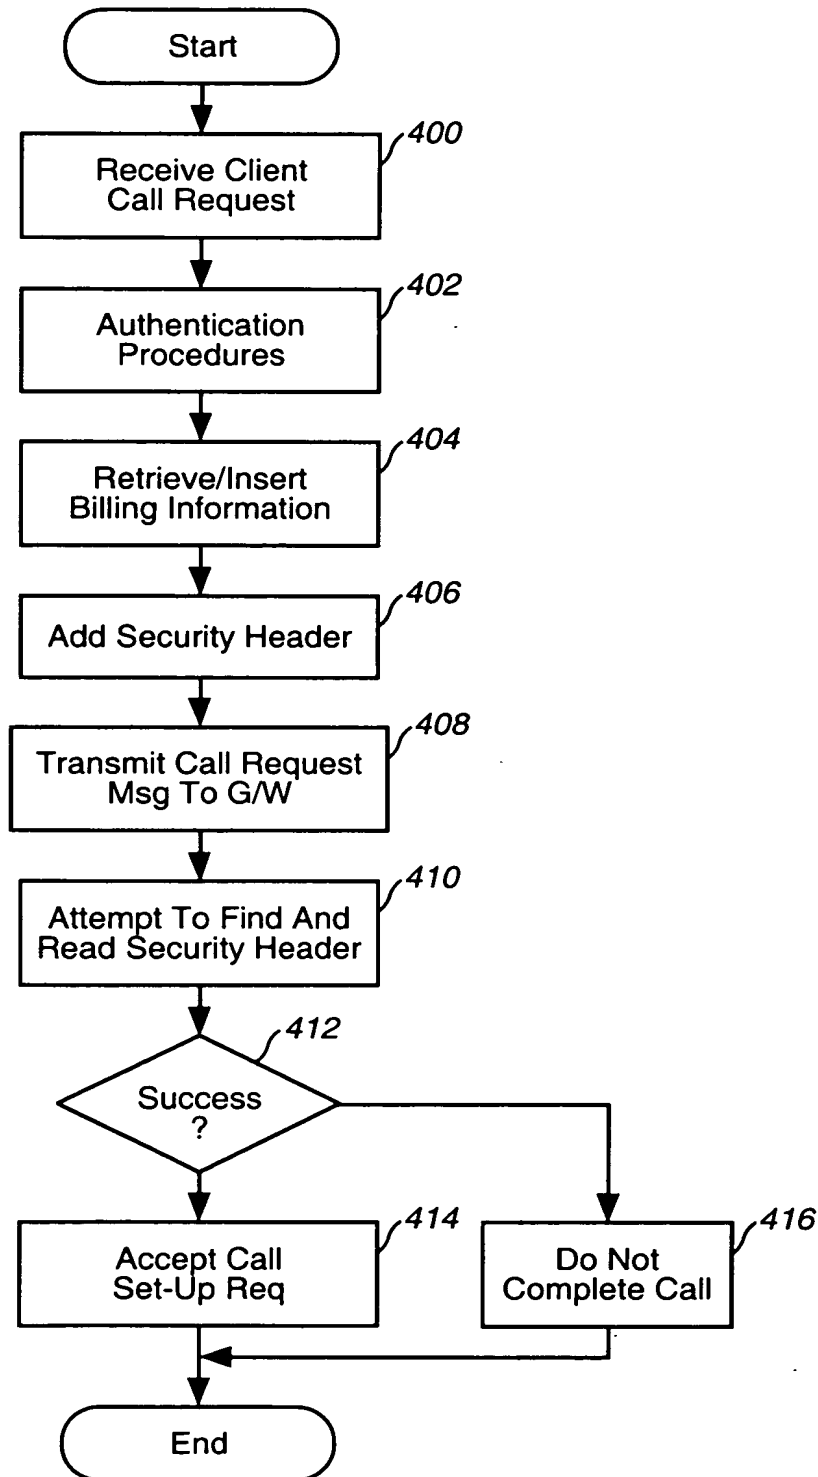 Start
400
Receive Client
Call Request
402
Authentication
Procedures
404
Retrieve/Insert
Billing Information
406
Add Security Header
408
Transmit Call Request
Msg To G/W
410
Attempt To Find And
Read Security Header
412
Success
?
414
Accept Call
Set-Up Req
416
Do Not
Complete Call
End